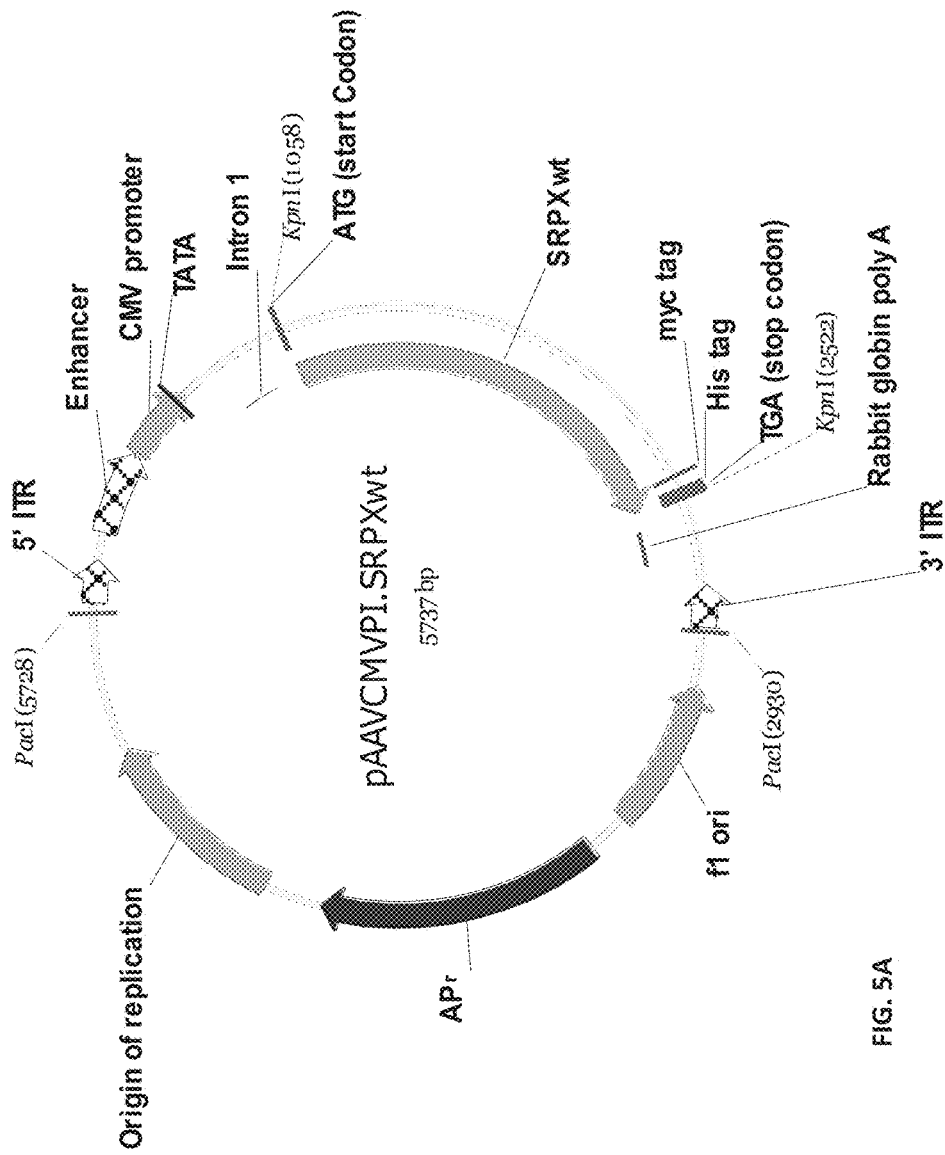 5' ITR
Enhancer
CMV promoter
TATA
Intron 1
KpnI (1058)
ATG (start Codon)
SRPXwt
myc tag
His tag
TGA (stop codon)
KpnI (2522)
Rabbit globin poly A
3' ITR
PacI (2930)
f1 ori
APr
Origin of replication
PacI (5728)
pAAVCMVPI.SRPXwt
5737 bp
FIG. 5A